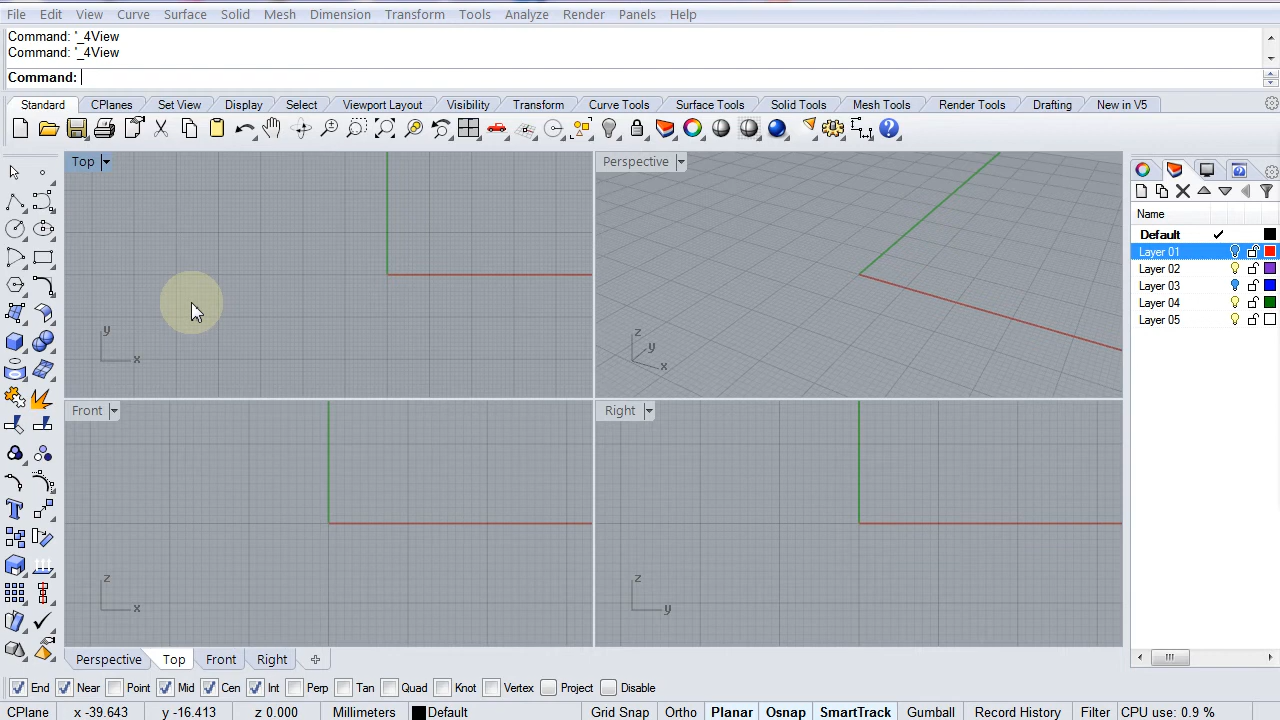 File Edit View Curve Surface Solid Mesh Dimension Transform Tools Analyze Render Panels Help
Command: '_4View
Command: '_4View
Command:
Standard CPlanes Set View Display Select Viewport Layout Visibility Transform Curve Tools Surface Tools Solid Tools Mesh Tools Render Tools Drafting New in V5
Top Perspective
Name
Default
Layer 01
Layer 02
Layer 03
Layer 04
Layer 05
y x
z y x
Front Right
z x
z y
Perspective Top Front Right
End Near Point Mid Cen Int Perp Tan Quad Knot Vertex Project Disable
CPlane x -39.643 y -16.413 z 0.000 Millimeters Default Grid Snap Ortho Planar Osnap SmartTrack Gumball Record History Filter CPU use: 0.9 %